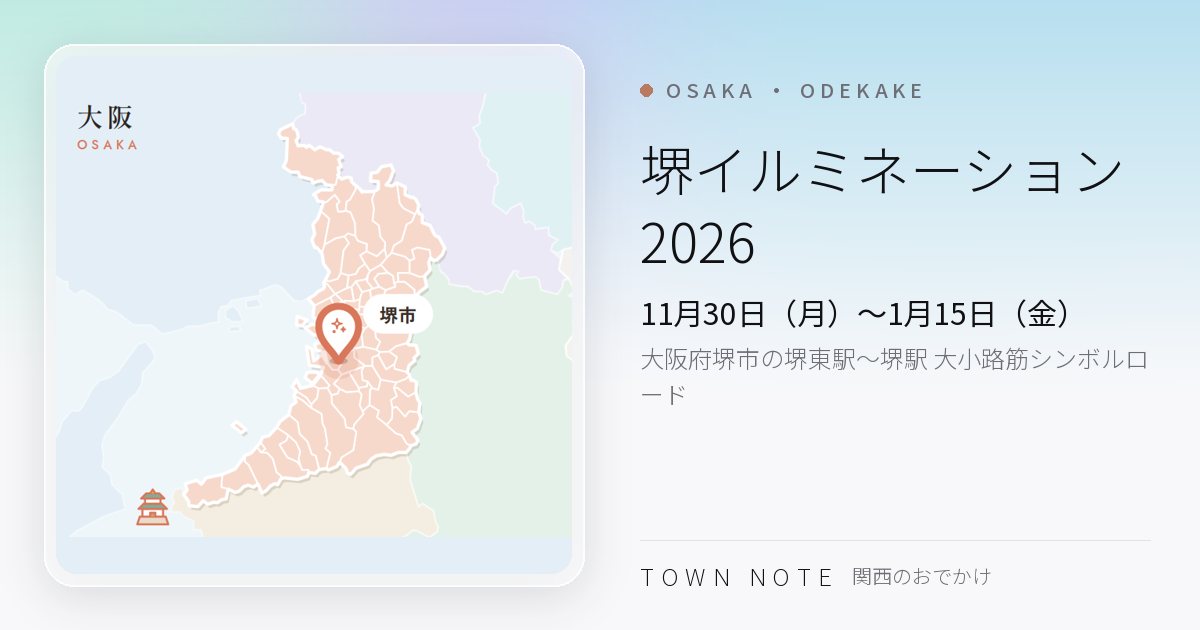 大阪
OSAKA
堺市
OSAKA ・ ODEKAKE
堺イルミネーション
2026
11月30日（月）〜1月15日（金）
大阪府堺市の堺東駅〜堺駅 大小路筋シンボルロ
ード
TOWN NOTE 関西のおでかけ